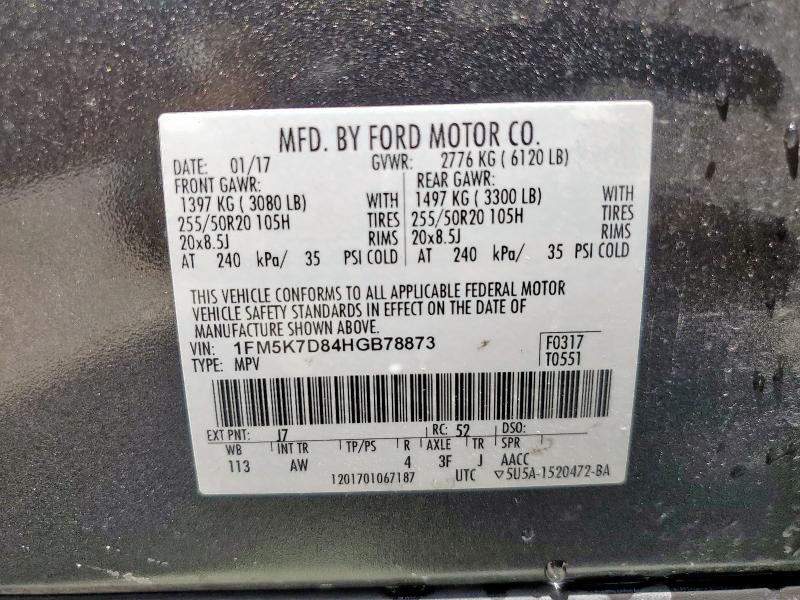 MFD. BY FORD MOTOR CO.
DATE: 01/17 GVWR: 2776 KG ( 6120 LB)
FRONT GAWR: REAR GAWR:
1397 KG ( 3080 LB) WITH 1497 KG ( 3300 LB) WITH
255/50R20 105H TIRES 255/50R20 105H TIRES
20x8.5J RIMS 20x8.5J RIMS
AT 240 kPa/ 35 PSI COLD AT 240 kPa/ 35 PSI COLD
THIS VEHICLE CONFORMS TO ALL APPLICABLE FEDERAL MOTOR
VEHICLE SAFETY STANDARDS IN EFFECT ON THE DATE OF
MANUFACTURE SHOWN ABOVE.
VIN: 1FM5K7D84HGB78873 F0317
TYPE: MPV T0551
EXT PNT: J7 RC: 52 DSO:
WB INT TR TP/PS R AXLE TR SPR
113 AW 4 3F J AACC
1201701067187 UTC ▽5U5A-1520472-BA